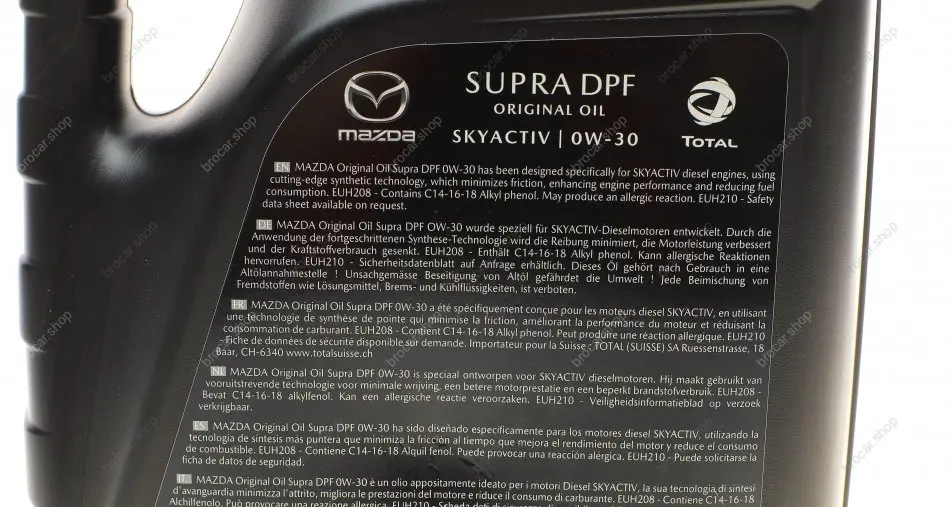 SUPRA DPF
ORIGINAL OIL
SKYACTIV | 0W-30
mazda
TOTAL
EN MAZDA Original Oil Supra DPF 0W-30 has been designed specifically for SKYACTIV diesel engines, using
cutting-edge synthetic technology, which minimizes friction, enhancing engine performance and reducing fuel
consumption. EUH208 - Contains C14-16-18 Alkyl phenol. May produce an allergic reaction. EUH210 - Safety
data sheet available on request.
DE MAZDA Original Oil Supra DPF 0W-30 wurde speziell für SKYACTIV-Dieselmotoren entwickelt. Durch die
Anwendung der fortgeschrittenen Synthese-Technologie wird die Reibung minimiert, die Motorleistung verbessert
und der Kraftstoffverbrauch gesenkt. EUH208 - Enthält C14-16-18 Alkyl phenol. Kann allergische Reaktionen
hervorrufen. EUH210 - Sicherheitsdatenblatt auf Anfrage erhältlich. Dieses Öl gehört nach Gebrauch in eine
Altölannahmestelle ! Unsachgemässe Beseitigung von Altöl gefährdet die Umwelt ! Jede Beimischung von
Fremdstoffen wie Lösungmittel, Brems- und Kühlflüssigkeiten, ist verboten.
FR MAZDA Original Oil Supra DPF 0W-30 a été spécifiquement conçue pour les moteurs diesel SKYACTIV, en utilisant
une technologie de synthèse de pointe qui minimise la friction, améliorant la performance du moteur et réduisant la
consommation de carburant. EUH208 - Contient C14-16-18 Alkyl phenol. Peut produire une réaction allergique. EUH210
- Fiche de données de sécurité disponible sur demande. Importateur pour la Suisse : TOTAL (SUISSE) SA Ruessenstrasse, 18
Baar, CH-6340 www.totalsuisse.ch
NL MAZDA Original Oil Supra DPF 0W-30 is speciaal ontworpen voor SKYACTIV dieselmotoren. Hij maakt gebruikt van
vooruitstrevende technologie voor minimale wrijving, een betere motorprestatie en een beperkt brandstofverbruik. EUH208 -
Bevat C14-16-18 alkylfenol. Kan een allergische reactie veroorzaken. EUH210 - Veiligheidsinformatieblad op verzoek
verkrijgbaar.
ES MAZDA Original Oil Supra DPF 0W-30 ha sido diseñado específicamente para los motores diesel SKYACTIV, utilizando la
tecnología de sintesis más puntera que minimiza la fricción al tiempo que mejora el rendimiento del motor y reduce el consumo
de combustible. EUH208 - Contiene C14-16-18 Alquil fenol. Puede provocar una reacción alérgica. EUH210 - Puede solicitarse la
ficha de datos de seguridad.
IT MAZDA Original Oil Supra DPF 0W-30 è un olio appositamente ideato per i motori Diesel SKYACTIV, la sua tecnologia di sintesi
d'avanguardia minimizza l'attrito, migliora le prestazioni del motore e riduce il consumo di carburante. EUH208 - Contiene C14-16-18
Alchilfenolo. Può provocare una reazione allergica. EUH210 - Scheda dati di sicurezza
brocar.shop